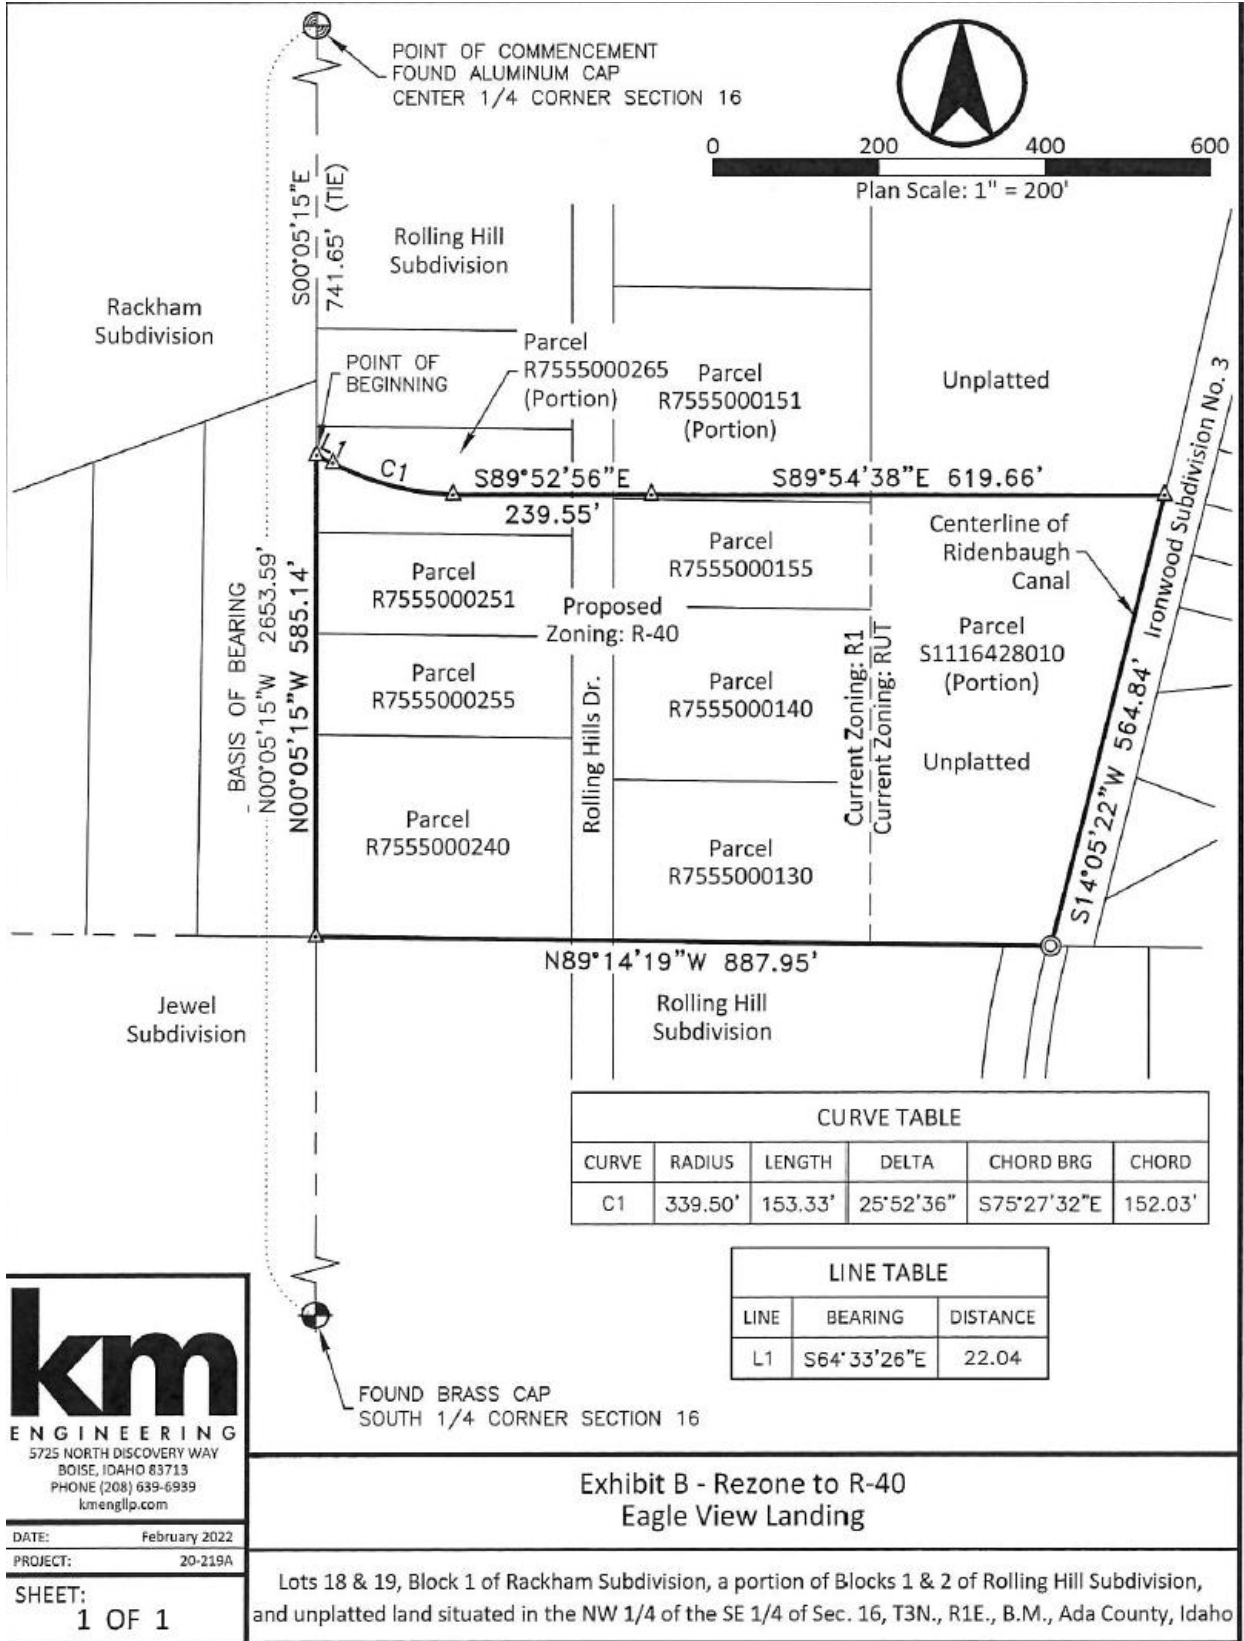 POINT OF COMMENCEMENT
FOUND ALUMINUM CAP
CENTER 1/4 CORNER SECTION 16
0 200 400 600
Plan Scale: 1" = 200'
S00°05'15"E
741.65' (TIE)
Rolling Hill
Subdivision
Rackham
Subdivision
POINT OF
BEGINNING
Parcel
R7555000265
(Portion)
Parcel
R7555000151
(Portion)
Unplatted
Ironwood Subdivision No. 3
L1
C1
S89°52'56"E
239.55'
S89°54'38"E 619.66'
Centerline of
Ridenbaugh
Canal
Parcel
R7555000155
Parcel
R7555000251
Proposed
Zoning: R-40
Parcel
S1116428010
(Portion)
BASIS OF BEARING
N00°05'15"W 2653.59'
N00°05'15"W 585.14'
Parcel
R7555000255
Rolling Hills Dr.
Parcel
R7555000140
Current Zoning: R1
Current Zoning: RUT
Unplatted
S14°05'22"W 564.84'
Parcel
R7555000240
Parcel
R7555000130
N89°14'19"W 887.95'
Jewel
Subdivision
Rolling Hill
Subdivision
CURVE TABLE
CURVE RADIUS LENGTH DELTA CHORD BRG CHORD
C1 339.50' 153.33' 25°52'36" S75°27'32"E 152.03'
LINE TABLE
LINE BEARING DISTANCE
L1 S64°33'26"E 22.04
FOUND BRASS CAP
SOUTH 1/4 CORNER SECTION 16
km
ENGINEERING
5725 NORTH DISCOVERY WAY
BOISE, IDAHO 83713
PHONE (208) 639-6939
kmengllp.com
DATE: February 2022
PROJECT: 20-219A
SHEET:
1 OF 1
Exhibit B - Rezone to R-40
Eagle View Landing
Lots 18 & 19, Block 1 of Rackham Subdivision, a portion of Blocks 1 & 2 of Rolling Hill Subdivision,
and unplatted land situated in the NW 1/4 of the SE 1/4 of Sec. 16, T3N., R1E., B.M., Ada County, Idaho